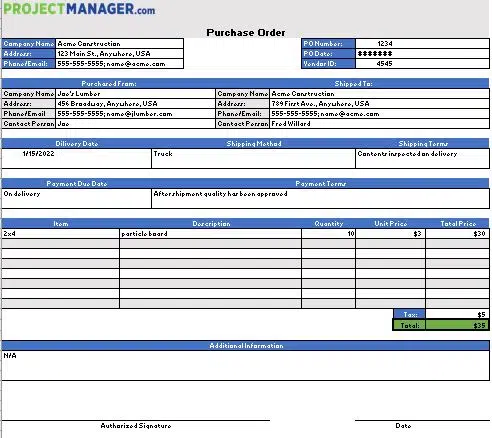 PROJECTMANAGER.com
Purchase Order
Company Name Acme Construction PO Number: 1234
Address: 123 Main St., Anywhere, USA PO Date: #######
Phone/Email: 555-555-5555; name@acme.com Vendor ID: 4545
Purchased From: Shipped To:
Company Name Joe's Lumber Company Name Acme Construction
Address: 456 Broadway, Anywhere, USA Address: 789 First Ave., Anywhere, USA
Phone/Email: 555-555-5555; name@jlumber.com Phone/Email: 555-555-5555; name@acme.com
Contact Person Joe Contact Person Fred Willard
Dilivery Date Shipping Method Shipping Terms
1/15/2022 Truck Contents inspected on delivery
Payment Due Date Payment Terms
On delivery After shipment quality has been approved
Item Description Quantity Unit Price Total Price
2x4 particle board 10 $3 $30
Tax: $5
Total: $35
Additional Information
N/A
Authorized Signature Date